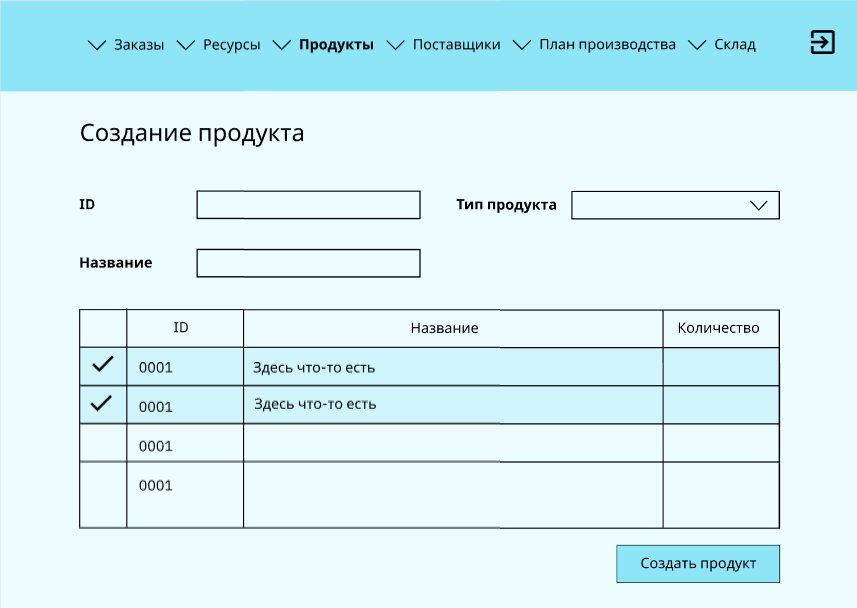 Заказы Ресурсы Продукты Поставщики План производства Склад
Создание продукта
ID Тип продукта
Название
ID Название Количество
0001 Здесь что-то есть
0001 Здесь что-то есть
0001
0001
Создать продукт